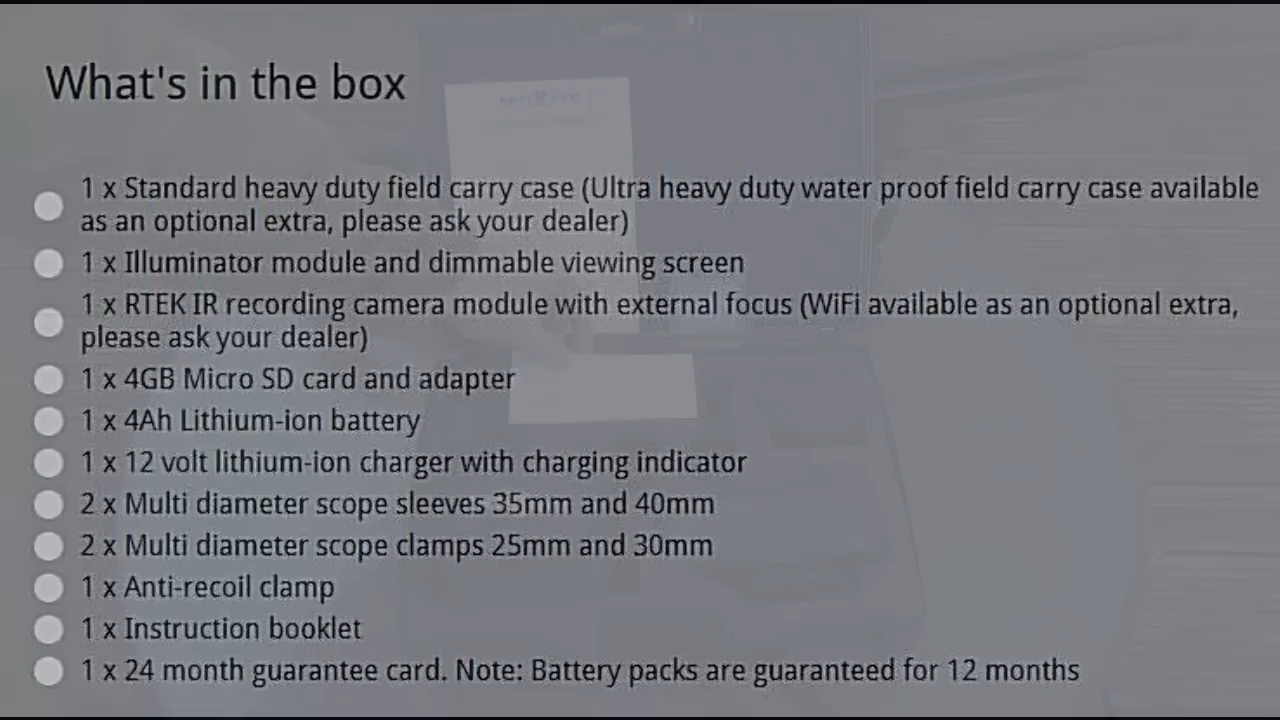 What's in the box
1 x Standard heavy duty field carry case (Ultra heavy duty water proof field carry case available
as an optional extra, please ask your dealer)
1 x Illuminator module and dimmable viewing screen
1 x RTEK IR recording camera module with external focus (WiFi available as an optional extra,
please ask your dealer)
1 x 4GB Micro SD card and adapter
1 x 4Ah Lithium-ion battery
1 x 12 volt lithium-ion charger with charging indicator
2 x Multi diameter scope sleeves 35mm and 40mm
2 x Multi diameter scope clamps 25mm and 30mm
1 x Anti-recoil clamp
1 x Instruction booklet
1 x 24 month guarantee card. Note: Battery packs are guaranteed for 12 months